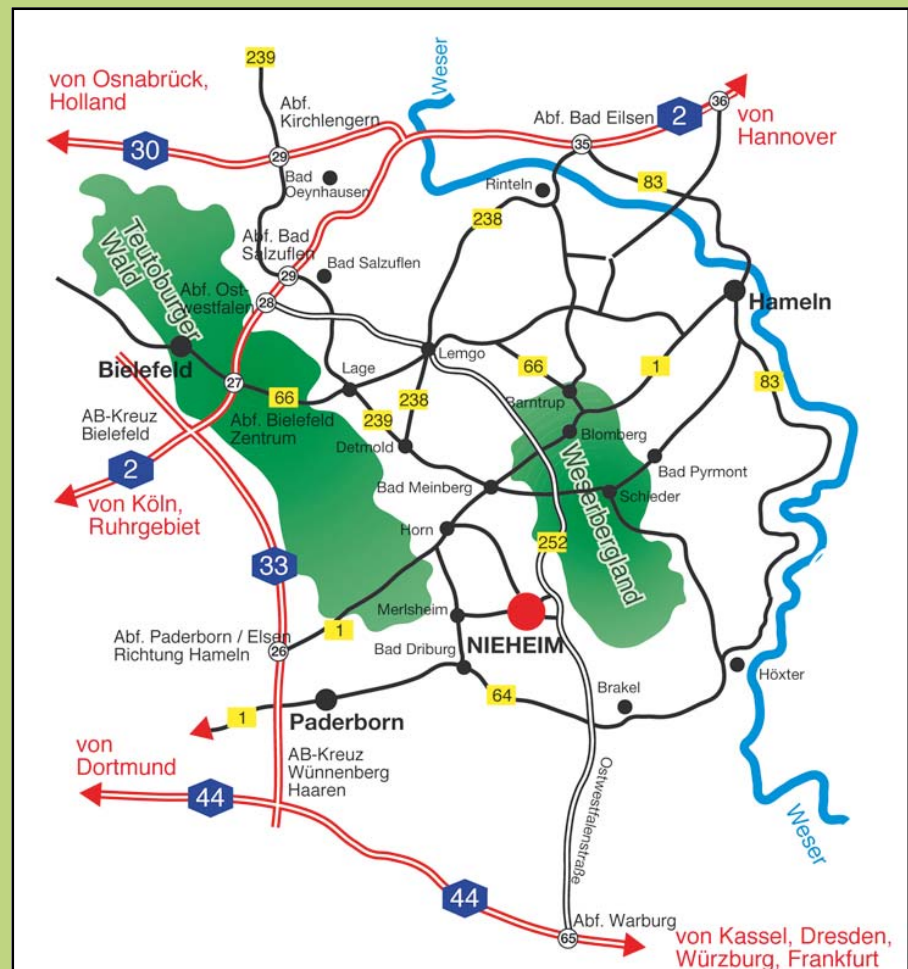 239
Weser
von Osnabrück,
Holland
Abf.
Kirchlengern
Abf. Bad Eilsen
2
36
von
Hannover
30
29
35
Bad
Oeynhausen
Rinteln
83
238
Teutoburger
Wald
Abf. Bad
Salzuflen
29
Bad Salzuflen
Abf. Ost-
westfalen
28
Hameln
Bielefeld
Lage
Lemgo
66
1
83
27
66
238
Barntrup
AB-Kreuz
Bielefeld
Abf. Bielefeld
Zentrum
239
Detmold
Blomberg
Weserbergland
Bad Pyrmont
2
von Köln,
Ruhrgebiet
Bad Meinberg
Schieder
Horn
252
33
Merlsheim
NIEHEIM
1
Abf. Paderborn / Elsen
Richtung Hameln
26
Bad Driburg
Höxter
64
Brakel
1
Paderborn
von
Dortmund
AB-Kreuz
Wünnenberg
Haaren
44
Ostwestfalenstraße
Weser
44
Abf. Warburg
65
von Kassel, Dresden,
Würzburg, Frankfurt